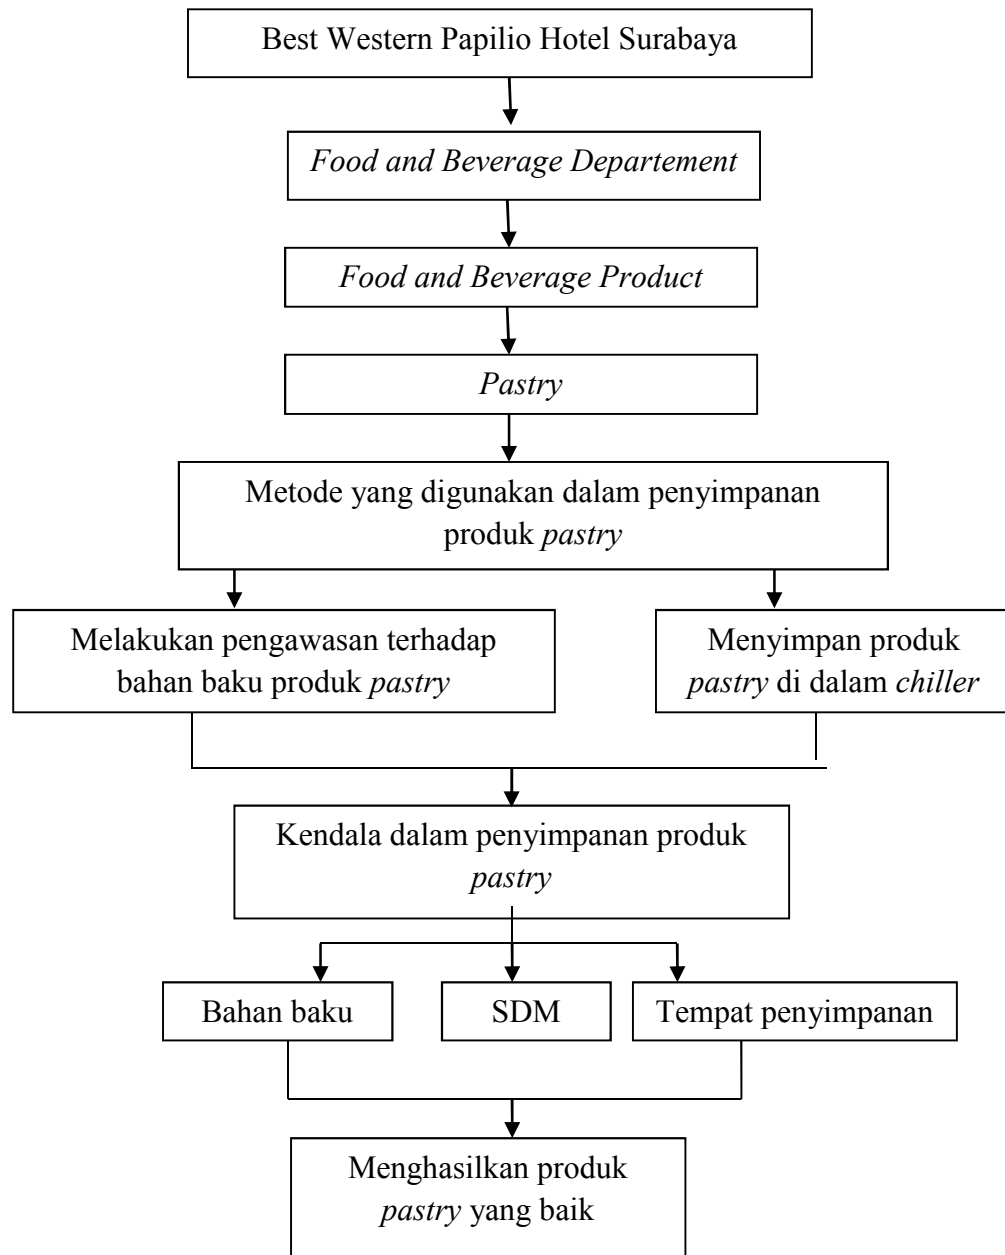 Best Western Papilio Hotel Surabaya
Food and Beverage Departement
Food and Beverage Product
Pastry
Metode yang digunakan dalam penyimpanan
produk pastry
Melakukan pengawasan terhadap
bahan baku produk pastry
Menyimpan produk
pastry di dalam chiller
Kendala dalam penyimpanan produk
pastry
Bahan baku
SDM
Tempat penyimpanan
Menghasilkan produk
pastry yang baik